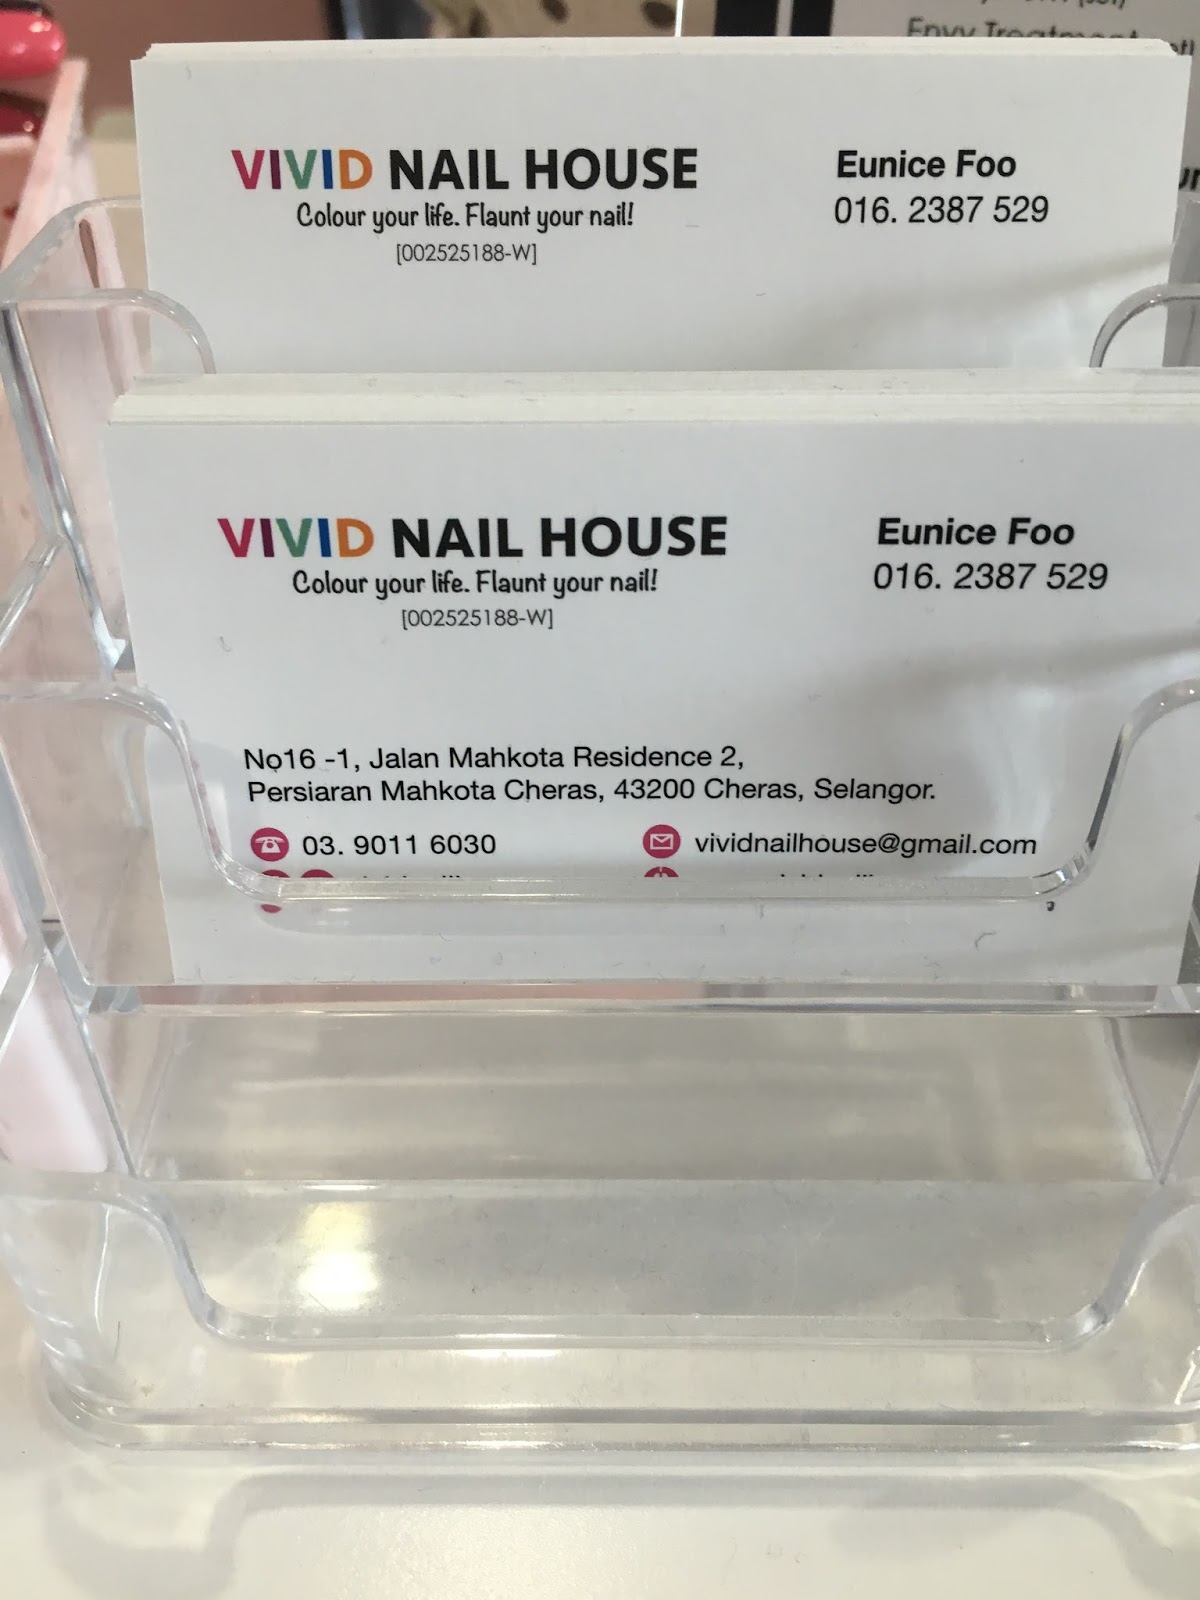 Envy Treatment
VIVID NAIL HOUSE
Colour your life. Flaunt your nail!
[002525188-W]
Eunice Foo
016. 2387 529
VIVID NAIL HOUSE
Colour your life. Flaunt your nail!
[002525188-W]
Eunice Foo
016. 2387 529
No16 -1, Jalan Mahkota Residence 2,
Persiaran Mahkota Cheras, 43200 Cheras, Selangor.
03. 9011 6030
vividnailhouse@gmail.com